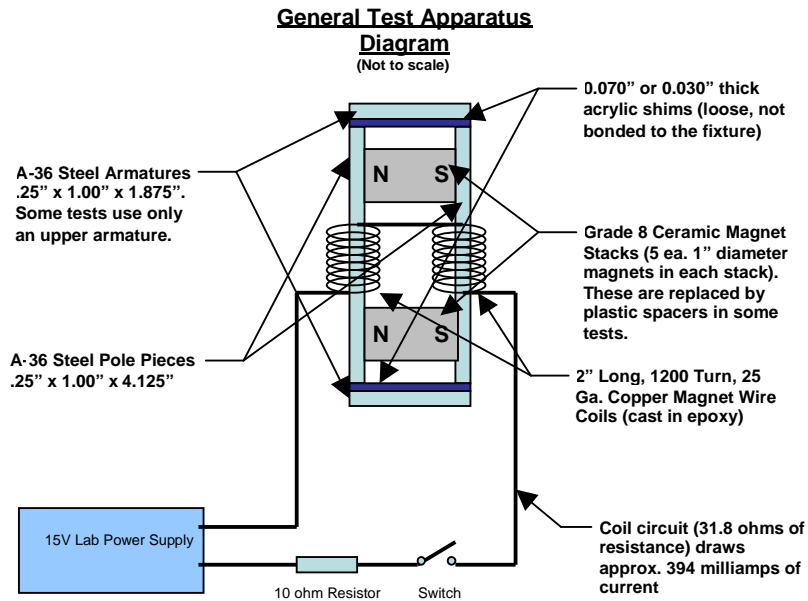 General Test Apparatus
Diagram
(Not to scale)
0.070” or 0.030” thick
acrylic shims (loose, not
bonded to the fixture)
A-36 Steel Armatures
.25” x 1.00” x 1.875”.
Some tests use only
an upper armature.
N S
Grade 8 Ceramic Magnet
Stacks (5 ea. 1” diameter
magnets in each stack).
These are replaced by
plastic spacers in some
tests.
N S
A-36 Steel Pole Pieces
.25” x 1.00” x 4.125”
2” Long, 1200 Turn, 25
Ga. Copper Magnet Wire
Coils (cast in epoxy)
15V Lab Power Supply
10 ohm Resistor
Switch
Coil circuit (31.8 ohms of
resistance) draws
approx. 394 milliamps of
current